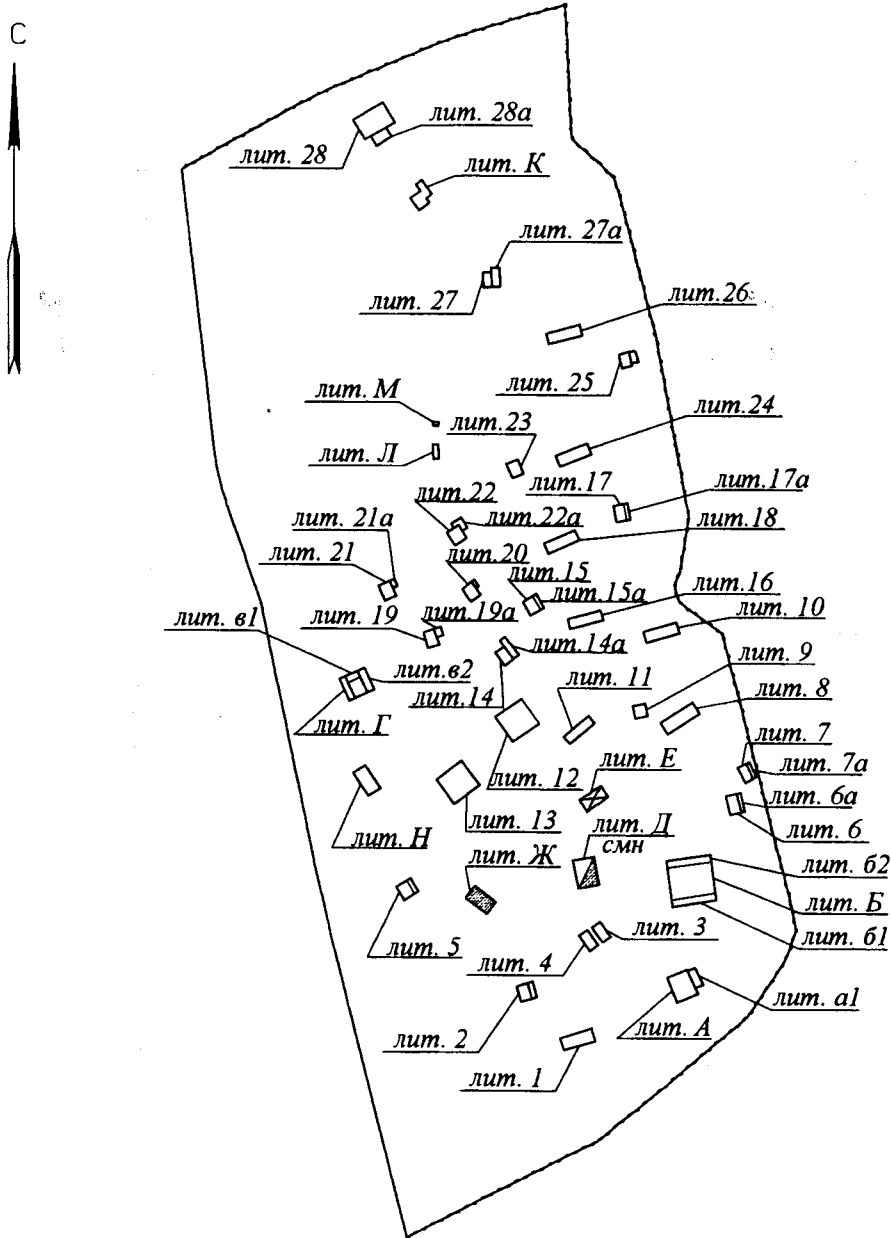 С
лит. 28а
лит. 28
лит. К
лит. 27а
лит. 27
лит.26
лит. 25
лит. М
лит.23
лит.24
лит. Л
лит.17
лит.17а
лит.22
лит. 21а
лит.22а
лит.18
лит. 21
лит.20
лит.15
лит.15а
лит.16
лит. в1
лит. 19
лит.19а
лит. 10
лит.14а
лит. 9
лит.в2
лит. 11
лит. 8
лит.14
лит. Г
лит. 7
лит. Е
лит. 7а
лит. 12
лит. 6а
лит. 13
лит. Д
лит. 6
лит. Н
смн
лит. Ж
лит. б2
лит. Б
лит. 3
лит. б1
лит. 5
лит. 4
лит. а1
лит. 2
лит. А
лит. 1